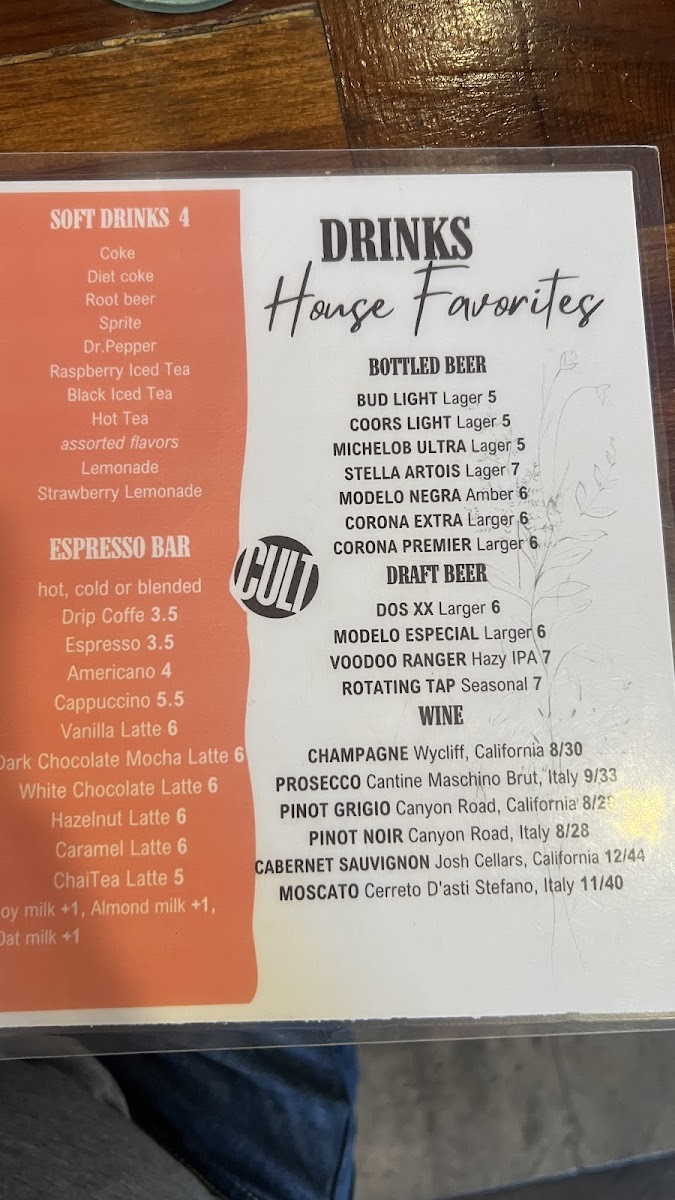 SOFT DRINKS 4
Coke
Diet coke
Root beer
Sprite
Dr.Pepper
Raspberry Iced Tea
Black Iced Tea
Hot Tea
assorted flavors
Lemonade
Strawberry Lemonade
ESPRESSO BAR
hot, cold or blended
Drip Coffe 3.5
Espresso 3.5
Americano 4
Cappuccino 5.5
Vanilla Latte 6
Dark Chocolate Mocha Latte 6
White Chocolate Latte 6
Hazelnut Latte 6
Caramel Latte 6
ChaiTea Latte 5
oy milk +1, Almond milk +1,
Oat milk +1
CULT
DRINKS
House Favorites
BOTTLED BEER
BUD LIGHT Lager 5
COORS LIGHT Lager 5
MICHELOB ULTRA Lager 5
STELLA ARTOIS Lager 7
MODELO NEGRA Amber 6
CORONA EXTRA Larger 6
CORONA PREMIER Larger 6
DRAFT BEER
DOS XX Larger 6
MODELO ESPECIAL Larger 6
VOODOO RANGER Hazy IPA 7
ROTATING TAP Seasonal 7
WINE
CHAMPAGNE Wycliff, California 8/30
PROSECCO Cantine Maschino Brut, Italy 9/33
PINOT GRIGIO Canyon Road, California 8/28
PINOT NOIR Canyon Road, Italy 8/28
CABERNET SAUVIGNON Josh Cellars, California 12/44
MOSCATO Cerreto D'asti Stefano, Italy 11/40